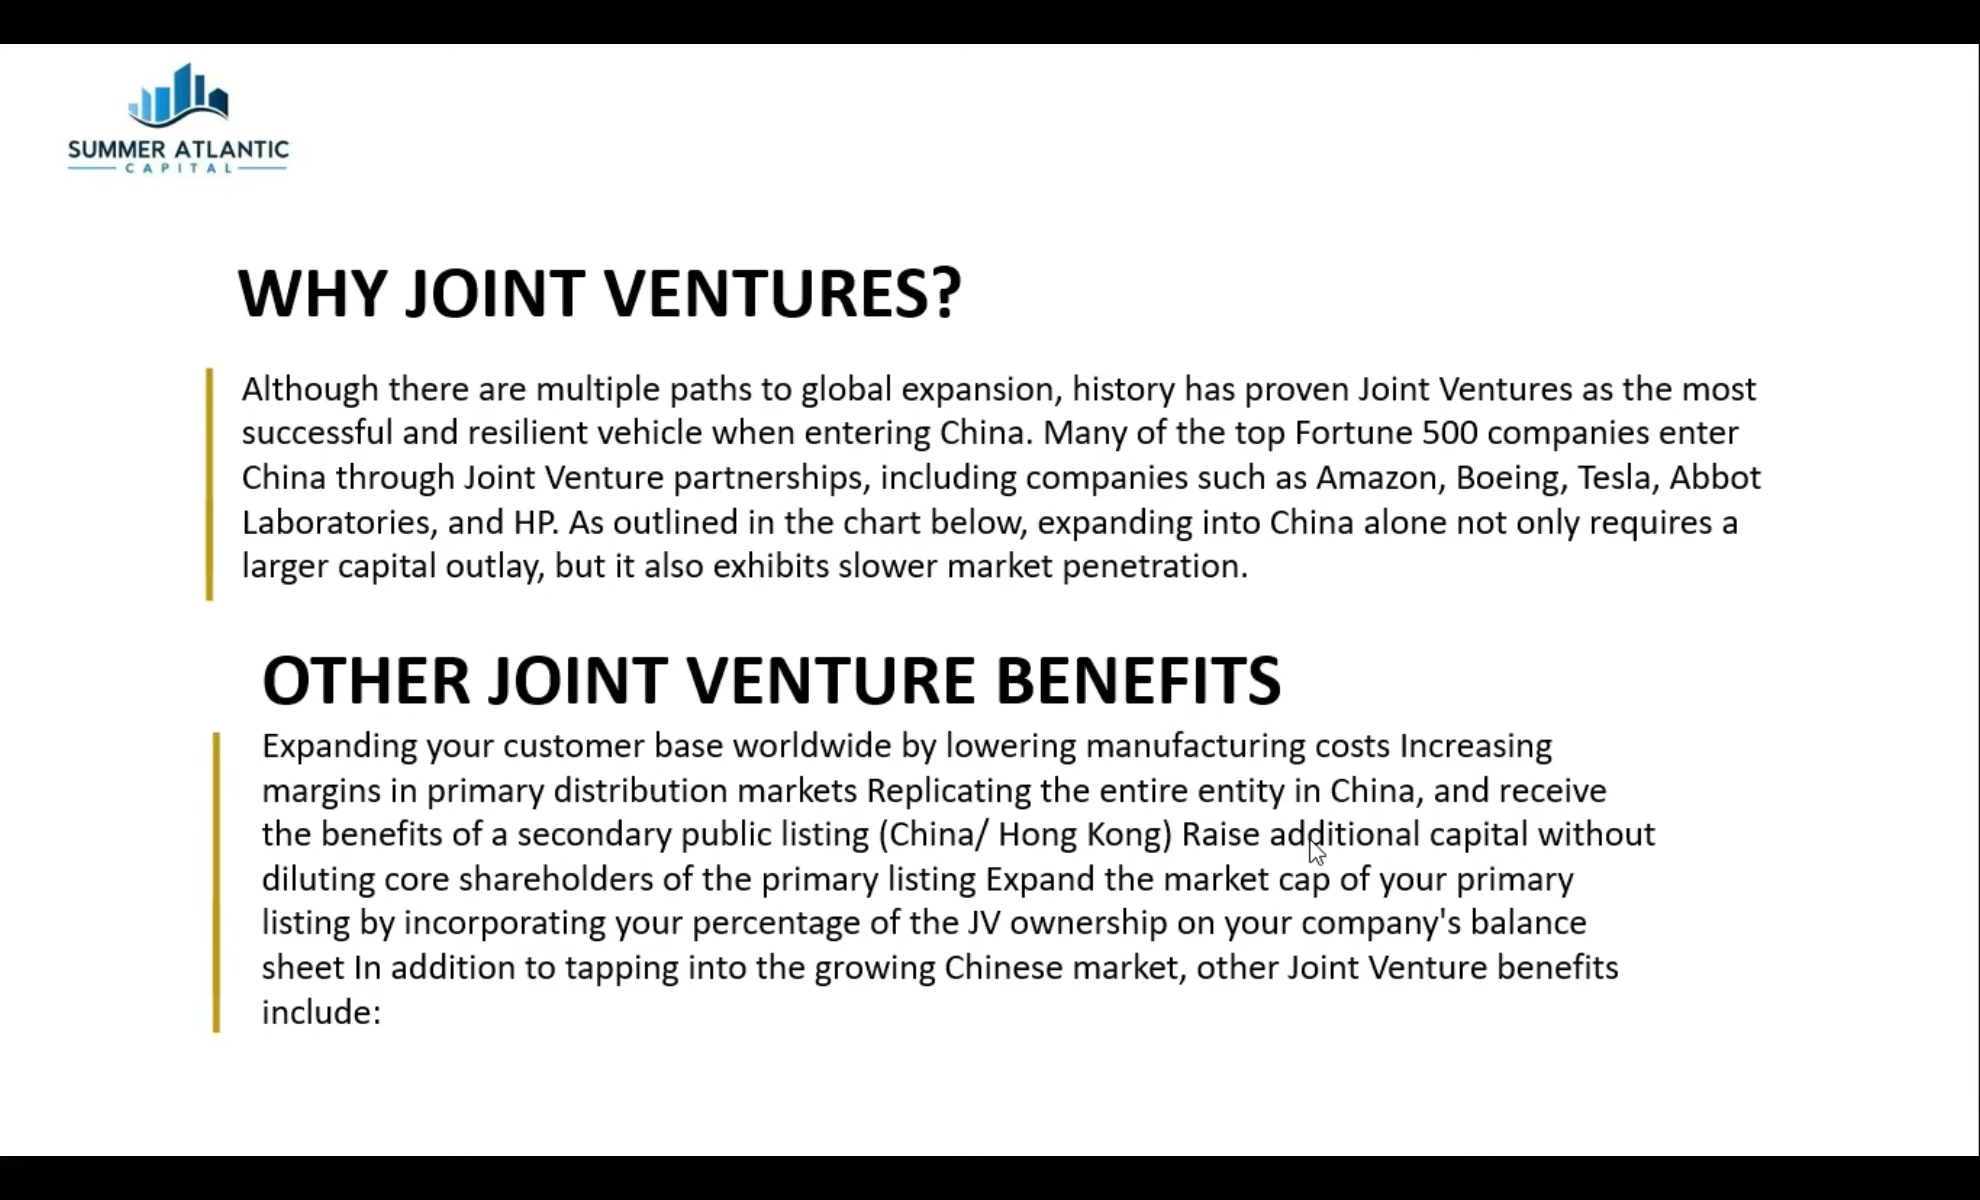 SUMMER ATLANTIC
CAPITAL
WHY JOINT VENTURES?
Although there are multiple paths to global expansion, history has proven Joint Ventures as the most
successful and resilient vehicle when entering China. Many of the top Fortune 500 companies enter
China through Joint Venture partnerships, including companies such as Amazon, Boeing, Tesla, Abbot
Laboratories, and HP. As outlined in the chart below, expanding into China alone not only requires a
larger capital outlay, but it also exhibits slower market penetration.
OTHER JOINT VENTURE BENEFITS
Expanding your customer base worldwide by lowering manufacturing costs Increasing
margins in primary distribution markets Replicating the entire entity in China, and receive
the benefits of a secondary public listing (China/ Hong Kong) Raise additional capital without
diluting core shareholders of the primary listing Expand the market cap of your primary
listing by incorporating your percentage of the JV ownership on your company's balance
sheet In addition to tapping into the growing Chinese market, other Joint Venture benefits
include: